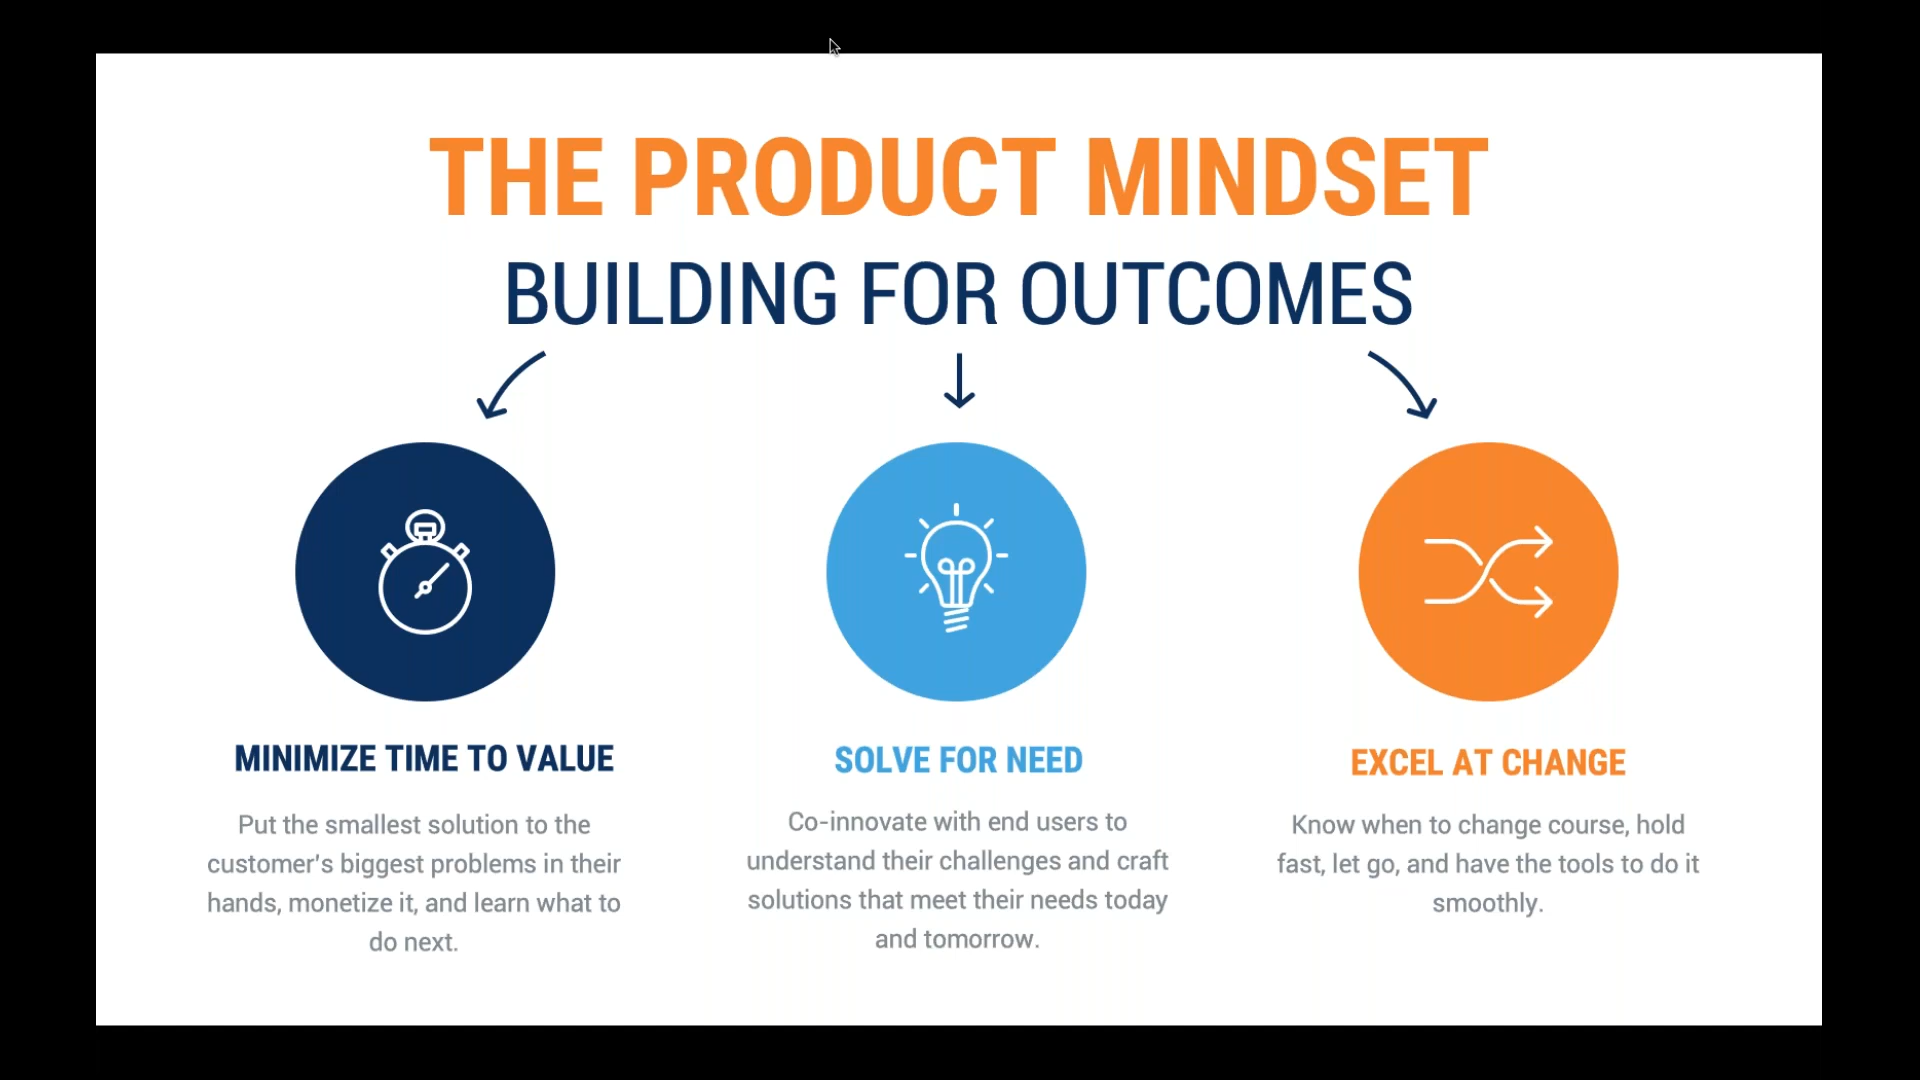 THE PRODUCT MINDSET
BUILDING FOR OUTCOMES
MINIMIZE TIME TO VALUE
Put the smallest solution to the
customer's biggest problems in their
hands, monetize it, and learn what to
do next.
SOLVE FOR NEED
Co-innovate with end users to
understand their challenges and craft
solutions that meet their needs today
and tomorrow.
EXCEL AT CHANGE
Know when to change course, hold
fast, let go, and have the tools to do it
smoothly.